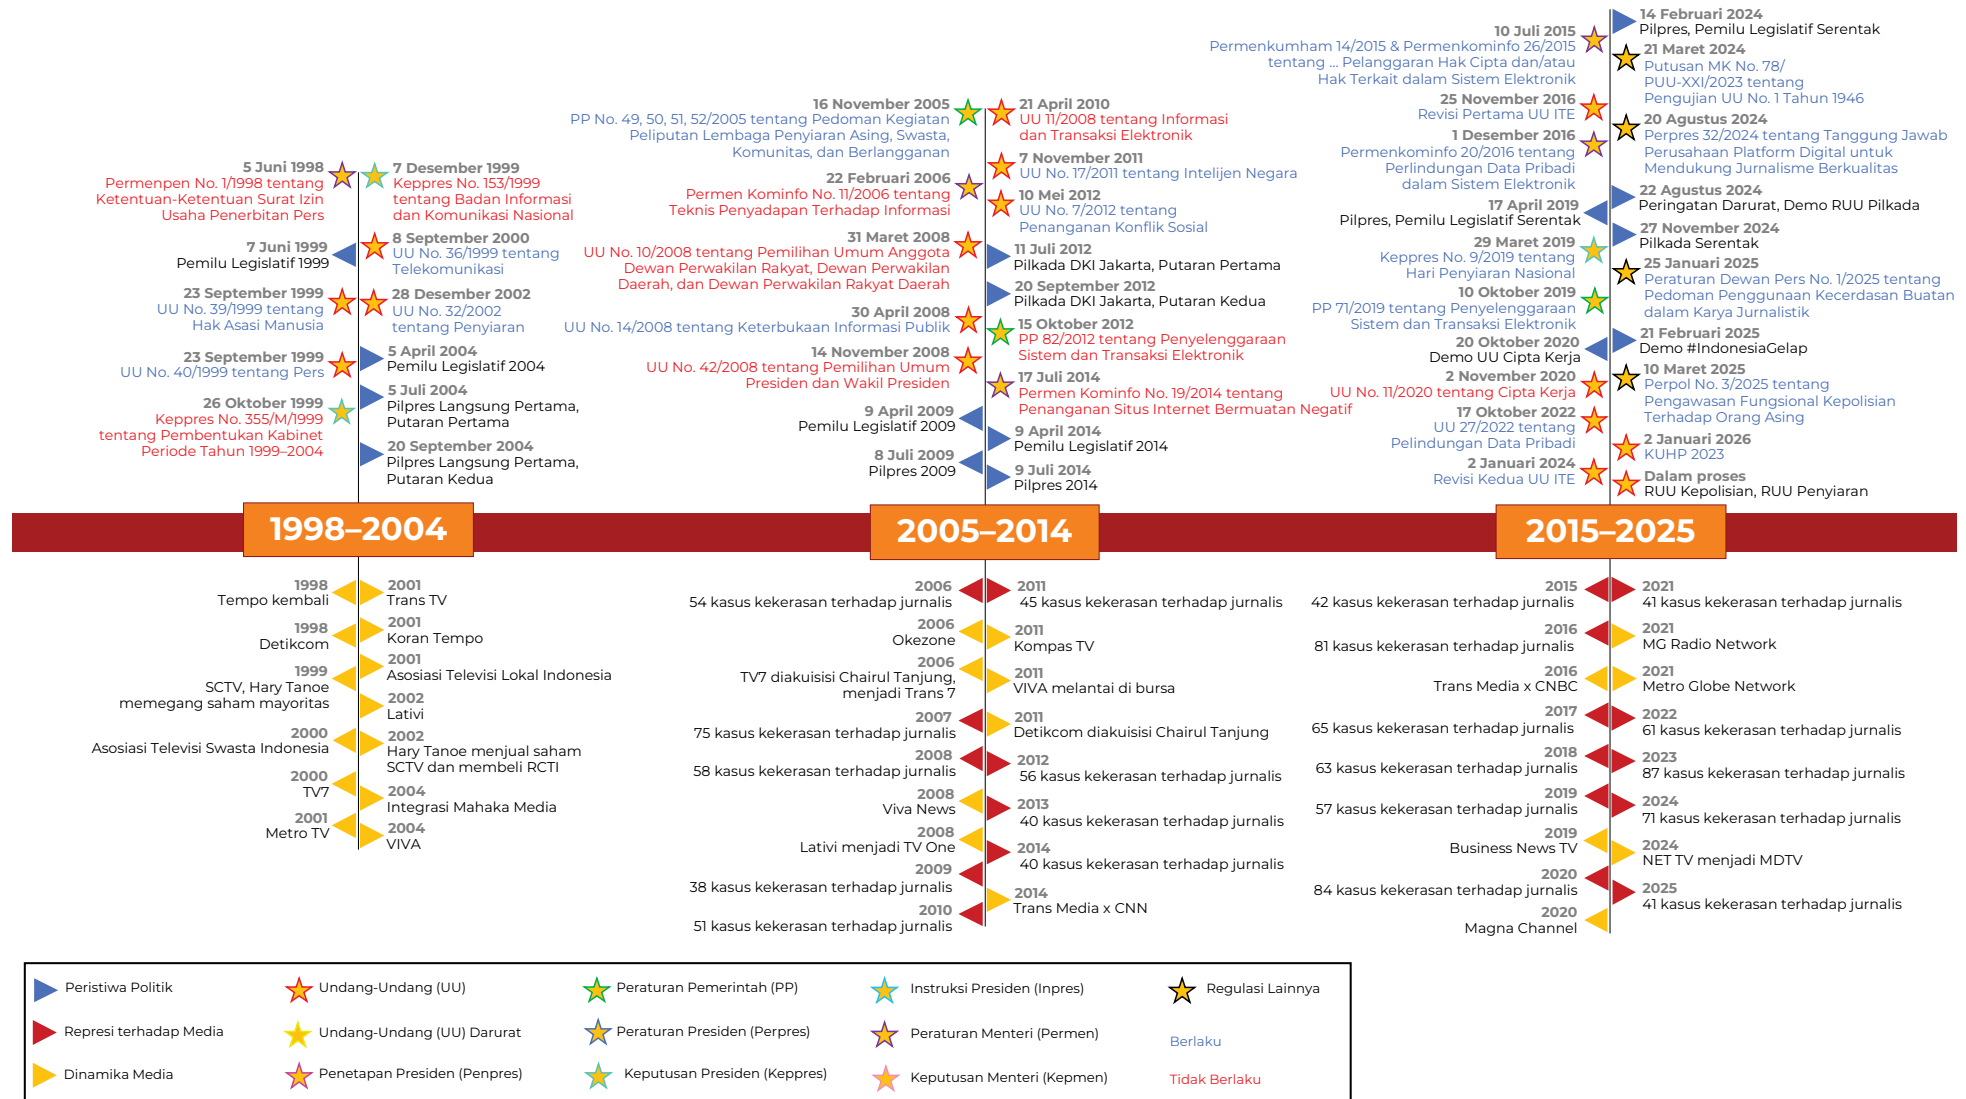 5 Juni 1998
Permenpen No. 1/1998 tentang
Ketentuan-Ketentuan Surat Izin
Usaha Penerbitan Pers
7 Juni 1999
Pemilu Legislatif 1999
23 September 1999
UU No. 39/1999 tentang
Hak Asasi Manusia
23 September 1999
UU No. 40/1999 tentang Pers
26 Oktober 1999
Keppres No. 355/M/1999
tentang Pembentukan Kabinet
Periode Tahun 1999–2004
7 Desember 1999
Keppres No. 153/1999
tentang Badan Informasi
dan Komunikasi Nasional
8 September 2000
UU No. 36/1999 tentang
Telekomunikasi
28 Desember 2002
UU No. 32/2002
tentang Penyiaran
5 April 2004
Pemilu Legislatif 2004
5 Juli 2004
Pilpres Langsung Pertama,
Putaran Pertama
20 September 2004
Pilpres Langsung Pertama,
Putaran Kedua
16 November 2005
PP No. 49, 50, 51, 52/2005 tentang Pedoman Kegiatan
Peliputan Lembaga Penyiaran Asing, Swasta,
Komunitas, dan Berlangganan
22 Februari 2006
Permen Kominfo No. 11/2006 tentang
Teknis Penyadapan Terhadap Informasi
31 Maret 2008
UU No. 10/2008 tentang Pemilihan Umum Anggota
Dewan Perwakilan Rakyat, Dewan Perwakilan
Daerah, dan Dewan Perwakilan Rakyat Daerah
30 April 2008
UU No. 14/2008 tentang Keterbukaan Informasi Publik
14 November 2008
UU No. 42/2008 tentang Pemilihan Umum
Presiden dan Wakil Presiden
9 April 2009
Pemilu Legislatif 2009
8 Juli 2009
Pilpres 2009
21 April 2010
UU 11/2008 tentang Informasi
dan Transaksi Elektronik
7 November 2011
UU No. 17/2011 tentang Intelijen Negara
10 Mei 2012
UU No. 7/2012 tentang
Penanganan Konflik Sosial
11 Juli 2012
Pilkada DKI Jakarta, Putaran Pertama
20 September 2012
Pilkada DKI Jakarta, Putaran Kedua
15 Oktober 2012
PP 82/2012 tentang Penyelenggaraan
Sistem dan Transaksi Elektronik
17 Juli 2014
Permen Kominfo No. 19/2014 tentang
Penanganan Situs Internet Bermuatan Negatif
9 April 2014
Pemilu Legislatif 2014
9 Juli 2014
Pilpres 2014
10 Juli 2015
Permenkumham 14/2015 & Permenkominfo 26/2015
tentang ... Pelanggaran Hak Cipta dan/atau
Hak Terkait dalam Sistem Elektronik
25 November 2016
Revisi Pertama UU ITE
1 Desember 2016
Permenkominfo 20/2016 tentang
Perlindungan Data Pribadi
dalam Sistem Elektronik
17 April 2019
Pilpres, Pemilu Legislatif Serentak
29 Maret 2019
Keppres No. 9/2019 tentang
Hari Penyiaran Nasional
10 Oktober 2019
PP 71/2019 tentang Penyelenggaraan
Sistem dan Transaksi Elektronik
20 Oktober 2020
Demo UU Cipta Kerja
2 November 2020
UU No. 11/2020 tentang Cipta Kerja
17 Oktober 2022
UU 27/2022 tentang
Pelindungan Data Pribadi
2 Januari 2024
Revisi Kedua UU ITE
14 Februari 2024
Pilpres, Pemilu Legislatif Serentak
21 Maret 2024
Putusan MK No. 78/
PUU-XXI/2023 tentang
Pengujian UU No. 1 Tahun 1946
20 Agustus 2024
Perpres 32/2024 tentang Tanggung Jawab
Perusahaan Platform Digital untuk
Mendukung Jurnalisme Berkualitas
22 Agustus 2024
Peringatan Darurat, Demo RUU Pilkada
27 November 2024
Pilkada Serentak
25 Januari 2025
Peraturan Dewan Pers No. 1/2025 tentang
Pedoman Penggunaan Kecerdasan Buatan
dalam Karya Jurnalistik
21 Februari 2025
Demo #IndonesiaGelap
10 Maret 2025
Perpol No. 3/2025 tentang
Pengawasan Fungsional Kepolisian
Terhadap Orang Asing
2 Januari 2026
KUHP 2023
Dalam proses
RUU Kepolisian, RUU Penyiaran
1998–2004
2005–2014
2015–2025
1998
Tempo kembali
1998
Detikcom
1999
SCTV, Hary Tanoe
memegang saham mayoritas
2000
Asosiasi Televisi Swasta Indonesia
2000
TV7
2001
Metro TV
2001
Trans TV
2001
Koran Tempo
2001
Asosiasi Televisi Lokal Indonesia
2002
Lativi
2002
Hary Tanoe menjual saham
SCTV dan membeli RCTI
2004
Integrasi Mahaka Media
2004
VIVA
2006
54 kasus kekerasan terhadap jurnalis
2006
Okezone
2006
TV7 diakuisisi Chairul Tanjung,
menjadi Trans 7
2007
75 kasus kekerasan terhadap jurnalis
2008
58 kasus kekerasan terhadap jurnalis
2008
Viva News
2008
Lativi menjadi TV One
2009
38 kasus kekerasan terhadap jurnalis
2010
51 kasus kekerasan terhadap jurnalis
2011
45 kasus kekerasan terhadap jurnalis
2011
Kompas TV
2011
VIVA melantai di bursa
2011
Detikcom diakuisisi Chairul Tanjung
2012
56 kasus kekerasan terhadap jurnalis
2013
40 kasus kekerasan terhadap jurnalis
2014
40 kasus kekerasan terhadap jurnalis
2014
Trans Media x CNN
2015
42 kasus kekerasan terhadap jurnalis
2016
81 kasus kekerasan terhadap jurnalis
2016
Trans Media x CNBC
2017
65 kasus kekerasan terhadap jurnalis
2018
63 kasus kekerasan terhadap jurnalis
2019
57 kasus kekerasan terhadap jurnalis
2019
Business News TV
2020
84 kasus kekerasan terhadap jurnalis
2020
Magna Channel
2021
41 kasus kekerasan terhadap jurnalis
2021
MG Radio Network
2021
Metro Globe Network
2022
61 kasus kekerasan terhadap jurnalis
2023
87 kasus kekerasan terhadap jurnalis
2024
71 kasus kekerasan terhadap jurnalis
2024
NET TV menjadi MDTV
2025
41 kasus kekerasan terhadap jurnalis
Peristiwa Politik
Represi terhadap Media
Dinamika Media
Undang-Undang (UU)
Undang-Undang (UU) Darurat
Penetapan Presiden (Penpres)
Peraturan Pemerintah (PP)
Peraturan Presiden (Perpres)
Keputusan Presiden (Keppres)
Instruksi Presiden (Inpres)
Peraturan Menteri (Permen)
Keputusan Menteri (Kepmen)
Regulasi Lainnya
Berlaku
Tidak Berlaku